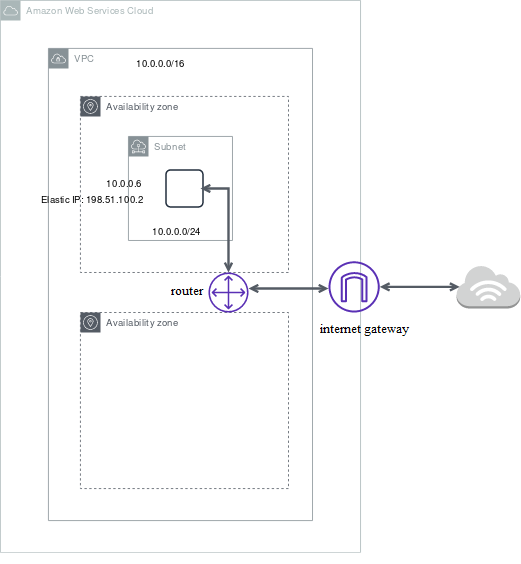 Amazon Web Services Cloud
VPC
10.0.0.0/16
Availability zone
Subnet
10.0.0.6
Elastic IP: 198.51.100.2
10.0.0.0/24
router
internet gateway
Availability zone